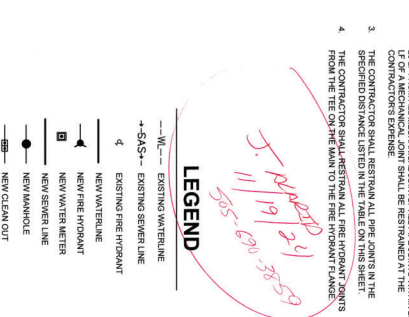 LF OF A MECHANICAL JOINT SHALL BE RESTRAINED AT THE
CONTRACTOR'S EXPENSE.
3. THE CONTRACTOR SHALL RESTRAIN ALL PIPE JOINTS IN THE
SPECIFIED DISTANCE LISTED IN THE TABLE ON THIS SHEET.
4. THE CONTRACTOR SHALL RESTRAIN ALL FIRE HYDRANT JOINTS
FROM THE TEE ON THE MAIN TO THE FIRE HYDRANT FLANGE
J.
11/19/21
505-690-3859
LEGEND
--WL-- EXISTING WATERLINE
SAS EXISTING SEWER LINE
EXISTING FIRE HYDRANT
NEW WATERLINE
NEW FIRE HYDRANT
NEW WATER METER
NEW SEWER LINE
NEW MANHOLE
NEW CLEAN OUT